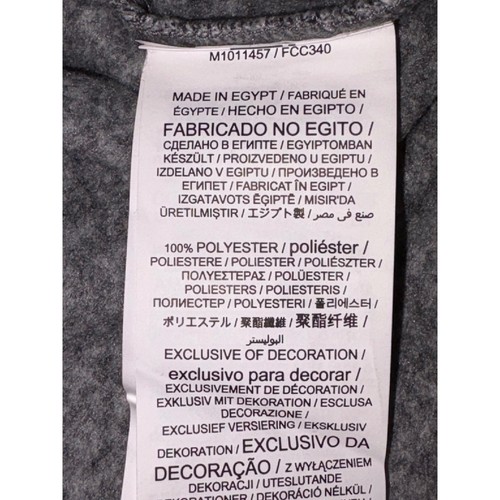 M1011457 / FCC340
MADE IN EGYPT / FABRIQUÉ EN
ÉGYPTE / HECHO EN EGIPTO /
FABRICADO NO EGITO /
СДЕЛАНО В ЕГИПТЕ / EGYIPTOMBAN
KÉSZÜLT / PROIZVEDENO U EGIPTU /
IZDELANO V EGIPTU / ПРОИЗВЕДЕНО В
ЕГИПЕТ / FABRICAT ÎN EGIPT /
IZGATAVOTS ĒĢIPTĒ / MISIR'DA
ÜRETILMIŞTIR / エジプト製 / صنع في مصر
100% POLYESTER / poliéster /
POLIESTERE / POLIESTER / POLIÉSZTER /
ΠΟΛΥΕΣΤΕΡΑΣ / POLÜESTER /
POLIESTERS / POLIESTERIS /
ПОЛИЕСТЕР / POLYESTERI / 폴리에스터 /
ポリエステル / 聚酯纖維 / 聚酯纤维 /
البوليستر
EXCLUSIVE OF DECORATION /
exclusivo para decorar /
EXCLUSIVEMENT DE DÉCORATION /
EXKLUSIV MIT DEKORATION / ESCLUSA
DECORAZIONE /
EXCLUSIEF VERSIERING / EKSKLUSIV
DEKORATION / EXCLUSIVO DA
DECORAÇÃO / Z WYŁĄCZENIEM
DEKORACJI / UTESLUTANDE
DEKORATIONER / DECORAȚIO NÉLKÜL /